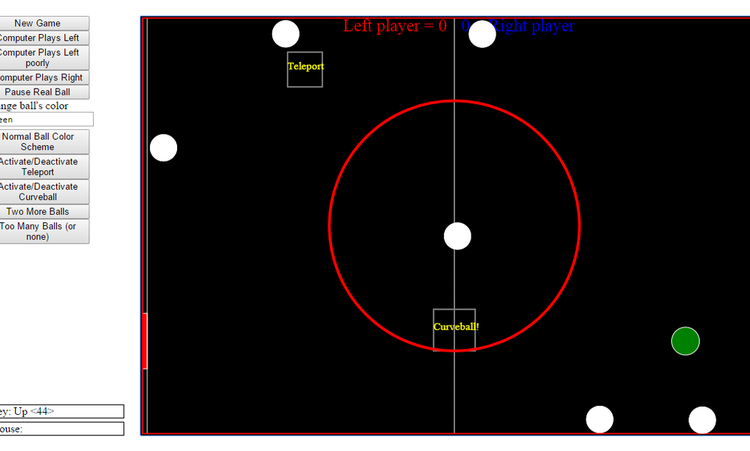 New Game
Computer Plays Left
Computer Plays Left
poorly
omputer Plays Right
Pause Real Ball
nge ball's color
een
Normal Ball Color
Scheme
Activate/Deactivate
Teleport
Activate/Deactivate
Curveball
Two More Balls
Too Many Balls (or
none)
ey: Up <44>
ouse:
Left player = 0
0
Right player
Teleport
Curveball!